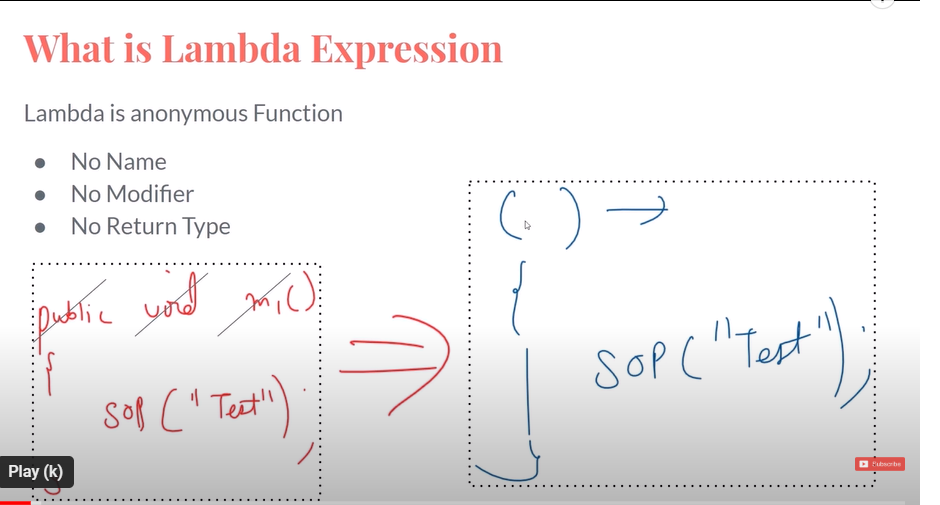 What is Lambda Expression
Lambda is anonymous Function
● No Name
● No Modifier
● No Return Type
public void m1()
{
SOP ("Test")
;
( ) →
{
SOP ("Test");
}
Play (k)
Subscribe